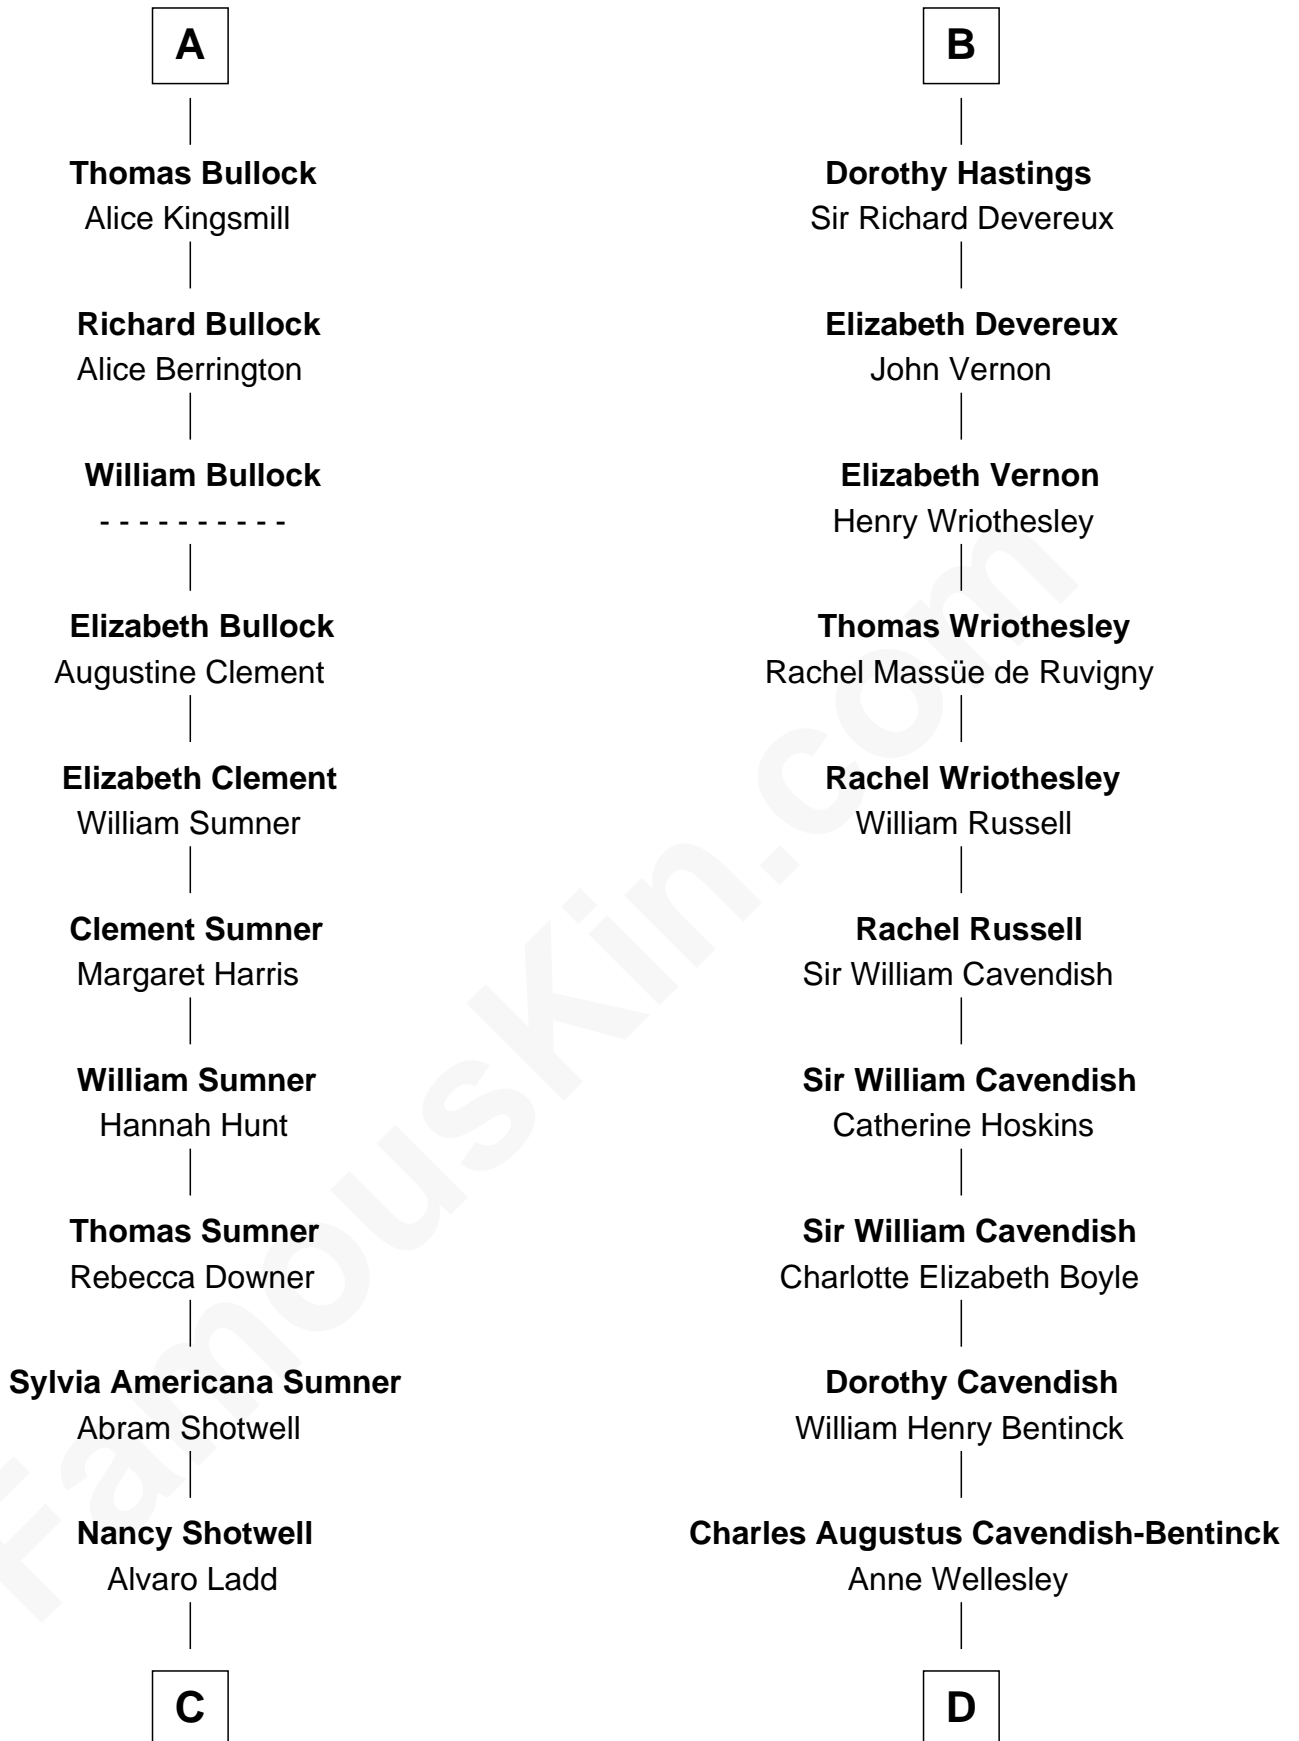 A
Thomas Bullock
Alice Kingsmill
Richard Bullock
Alice Berrington
William Bullock
- - - - - - - - - -
Elizabeth Bullock
Augustine Clement
Elizabeth Clement
William Sumner
Clement Sumner
Margaret Harris
William Sumner
Hannah Hunt
Thomas Sumner
Rebecca Downer
Sylvia Americana Sumner
Abram Shotwell
Nancy Shotwell
Alvaro Ladd
C
B
Dorothy Hastings
Sir Richard Devereux
Elizabeth Devereux
John Vernon
Elizabeth Vernon
Henry Wriothesley
Thomas Wriothesley
Rachel Massüe de Ruvigny
Rachel Wriothesley
William Russell
Rachel Russell
Sir William Cavendish
Sir William Cavendish
Catherine Hoskins
Sir William Cavendish
Charlotte Elizabeth Boyle
Dorothy Cavendish
William Henry Bentinck
Charles Augustus Cavendish-Bentinck
Anne Wellesley
D
FamousKin.com